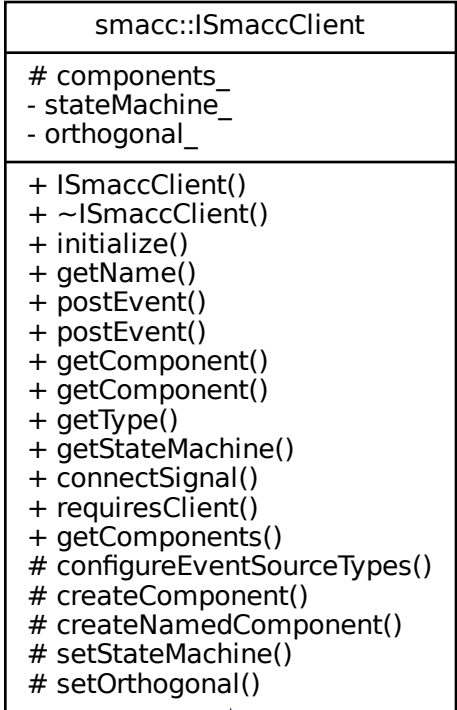 smacc::ISmaccClient
# components_
- stateMachine_
- orthogonal_
+ ISmaccClient()
+ ~ISmaccClient()
+ initialize()
+ getName()
+ postEvent()
+ postEvent()
+ getComponent()
+ getComponent()
+ getType()
+ getStateMachine()
+ connectSignal()
+ requiresClient()
+ getComponents()
# configureEventSourceTypes()
# createComponent()
# createNamedComponent()
# setStateMachine()
# setOrthogonal()